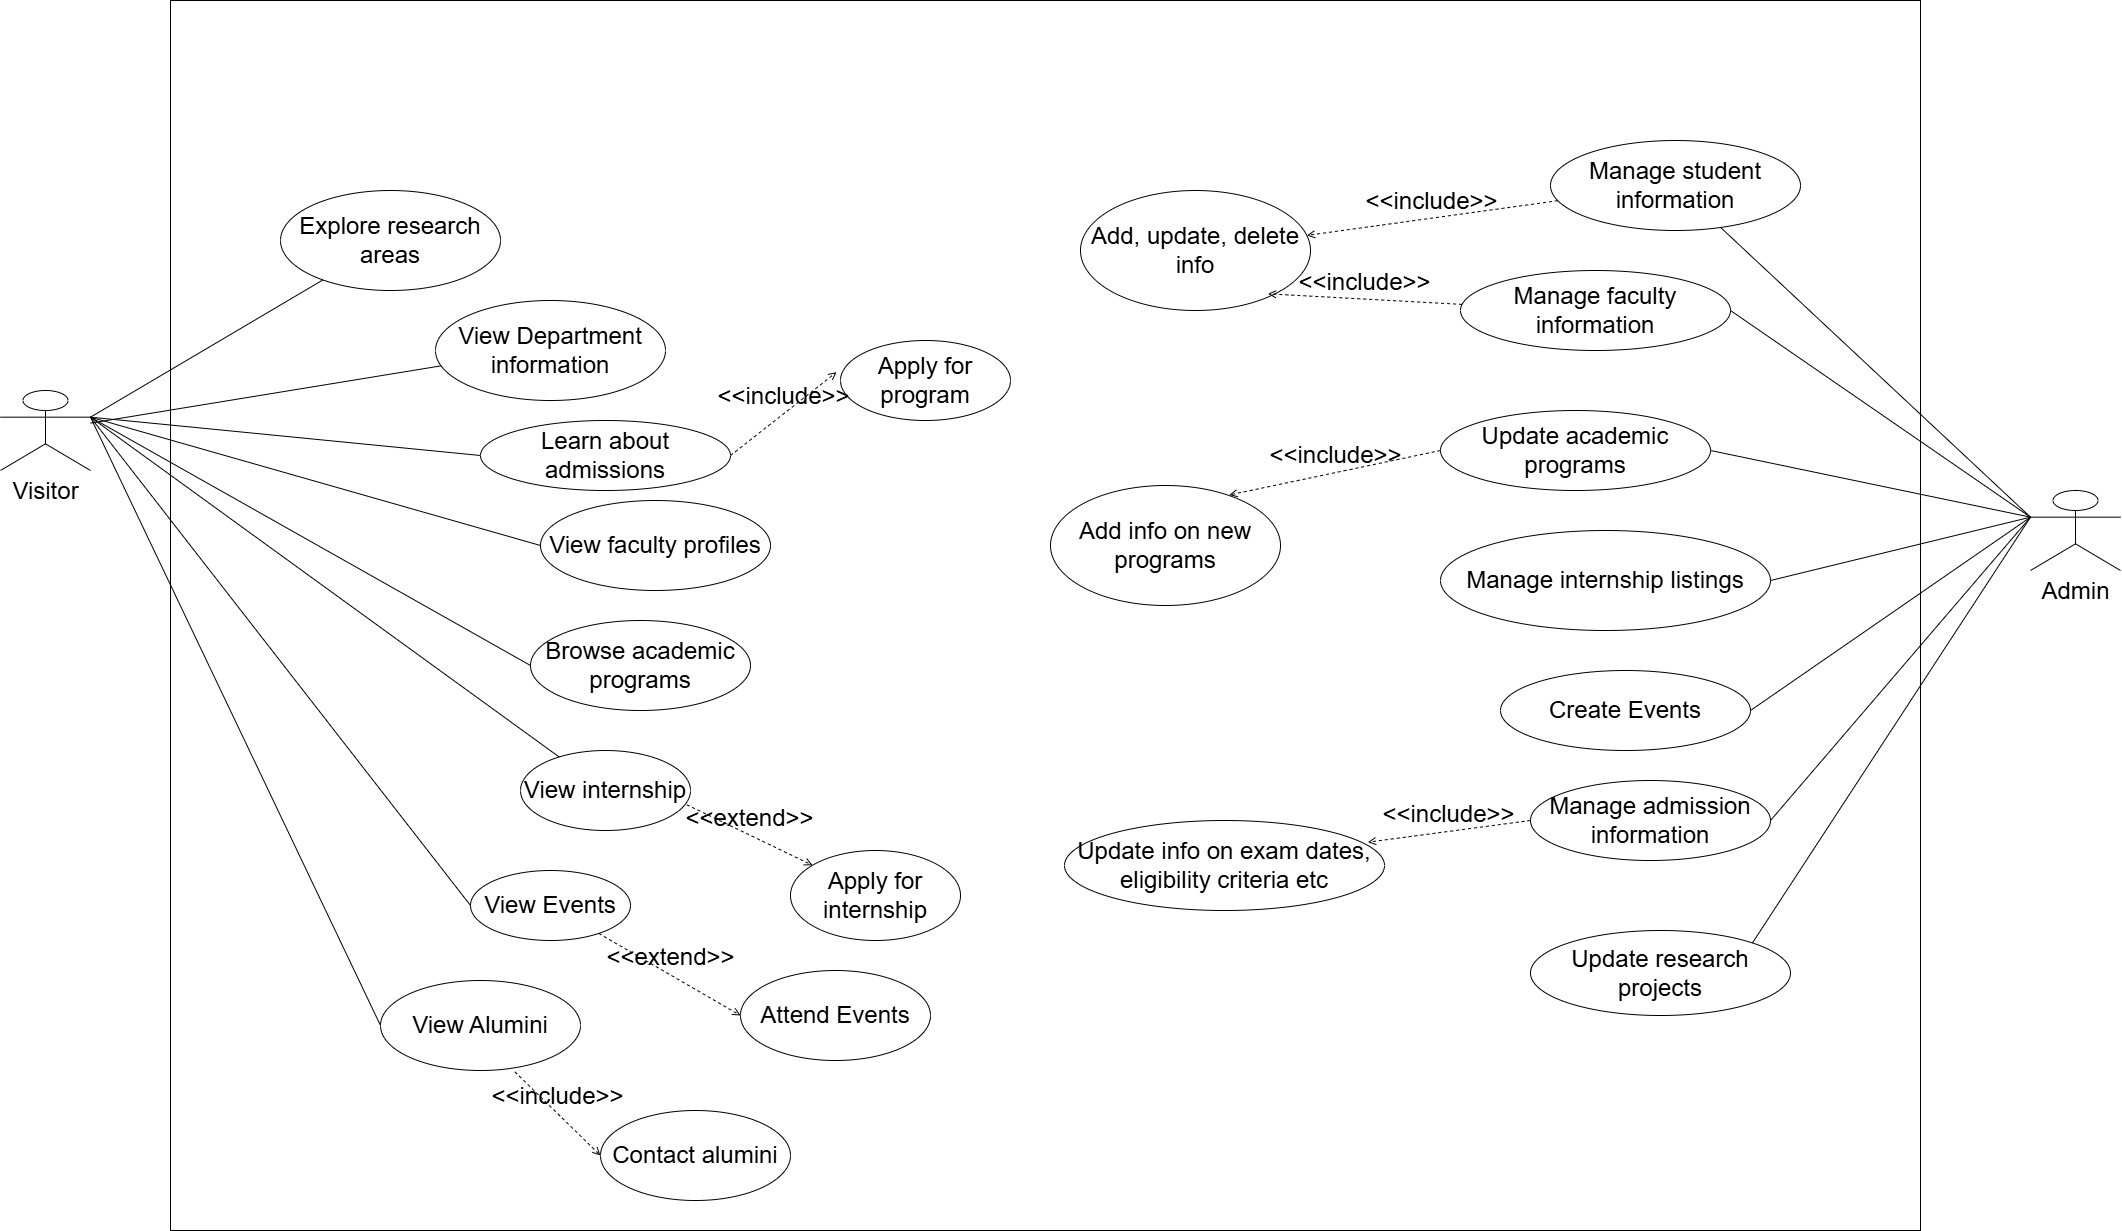 Explore research
areas
View Department
information
<<include>>
Apply for
program
Learn about
admissions
Visitor
View faculty profiles
Browse academic
programs
View internship
<<extend>>
Apply for
internship
View Events
<<extend>>
Attend Events
View Alumini
<<include>>
Contact alumini
Manage student
information
<<include>>
Add, update, delete
info
<<include>>
Manage faculty
information
Update academic
programs
<<include>>
Add info on new
programs
Manage internship listings
Admin
Create Events
Manage admission
information
<<include>>
Update info on exam dates,
eligibility criteria etc
Update research
projects